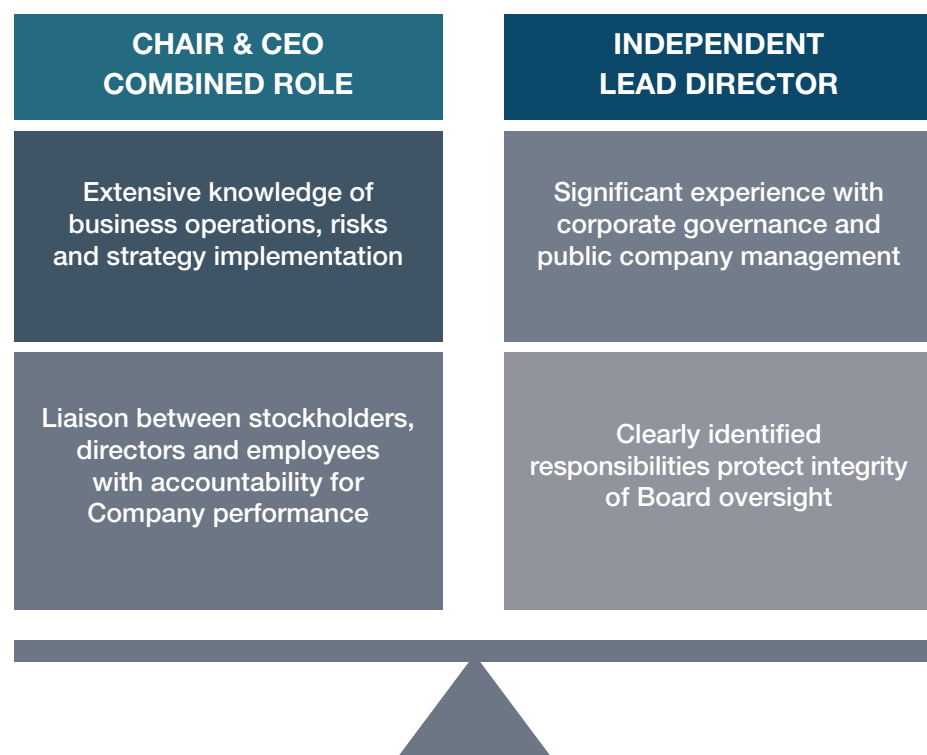 CHAIR & CEO
COMBINED ROLE
Extensive knowledge of
business operations, risks
and strategy implementation
Liaison between stockholders,
directors and employees
with accountability for
Company performance
INDEPENDENT
LEAD DIRECTOR
Significant experience with
corporate governance and
public company management
Clearly identified
responsibilities protect integrity
of Board oversight